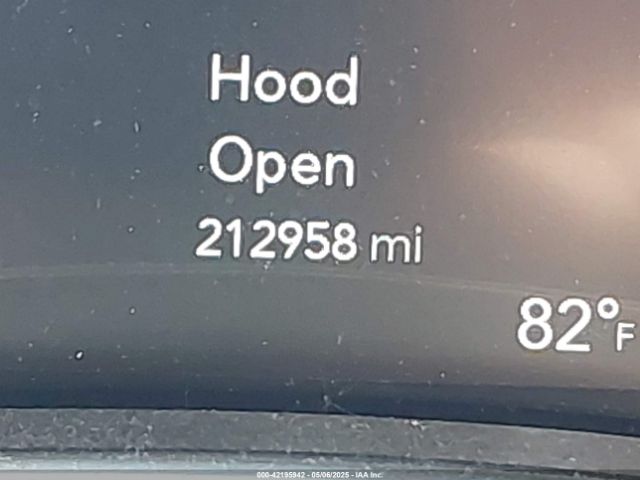 Hood
Open
212958 mi
82°F
000-42195942 - 05/06/2025 - IAA Inc.